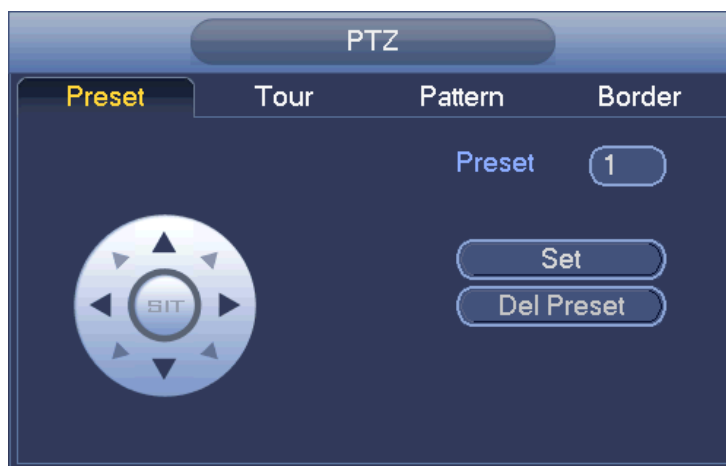 PTZ
Preset Tour Pattern Border
Preset 1
SIT
Set
Del Preset